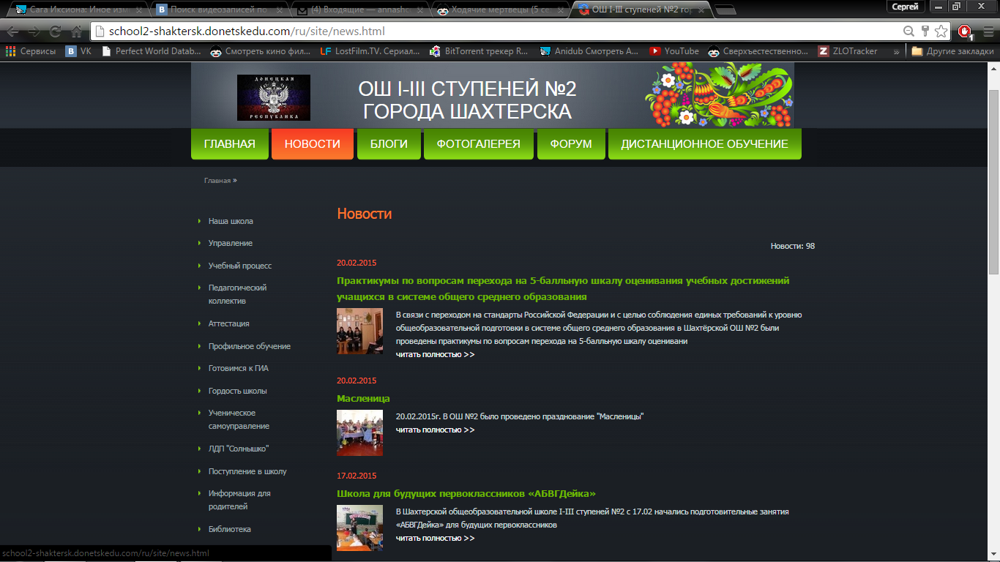 Сага Иксиона: Иное изм
Поиск видеозаписей по
(4) Входящие — annashc
Ходячие мертвецы (5 се
ОШ I-III ступеней №2 гор
Сергей
school2-shaktersk.donetskedu.com/ru/site/news.html
1
Сервисы
VK
Perfect World Datab...
Смотреть кино фил...
LostFilm.TV. Сериал...
BitTorrent трекер R...
Anidub Смотреть А...
YouTube
Сверхъестественно...
ZLOTracker
»
Другие закладки
ДОНЕЦКАЯ
РЕСПУБЛИКА
ОШ I-III СТУПЕНЕЙ №2
ГОРОДА ШАХТЕРСКА
ГЛАВНАЯ
НОВОСТИ
БЛОГИ
ФОТОГАЛЕРЕЯ
ФОРУМ
ДИСТАНЦИОННОЕ ОБУЧЕНИЕ
Главная »
Наша школа
Управление
Учебный процесс
Педагогический
коллектив
Аттестация
Профильное обучение
Готовимся к ГИА
Гордость школы
Ученическое
самоуправление
ЛДП "Солнышко"
Поступление в школу
Информация для
родителей
Библиотека
Новости
Новости: 98
20.02.2015
Практикумы по вопросам перехода на 5-балльную шкалу оценивания учебных достижений
учащихся в системе общего среднего образования
В связи с переходом на стандарты Российской Федерации и с целью соблюдения единых требований к уровню
общеобразовательной подготовки в системе общего среднего образования в Шахтёрской ОШ №2 были
проведены практикумы по вопросам перехода на 5-балльную шкалу оценивани
читать полностью >>
20.02.2015
Масленица
20.02.2015г. В ОШ №2 было проведено празднование "Масленицы"
читать полностью >>
17.02.2015
Школа для будущих первоклассников «АБВГДейка»
В Шахтерской общеобразовательной школе I-III ступеней №2 с 17.02 начались подготовительные занятия
«АБВГДейка» для будущих первоклассников
читать полностью >>
school2-shaktersk.donetskedu.com/ru/site/news.html